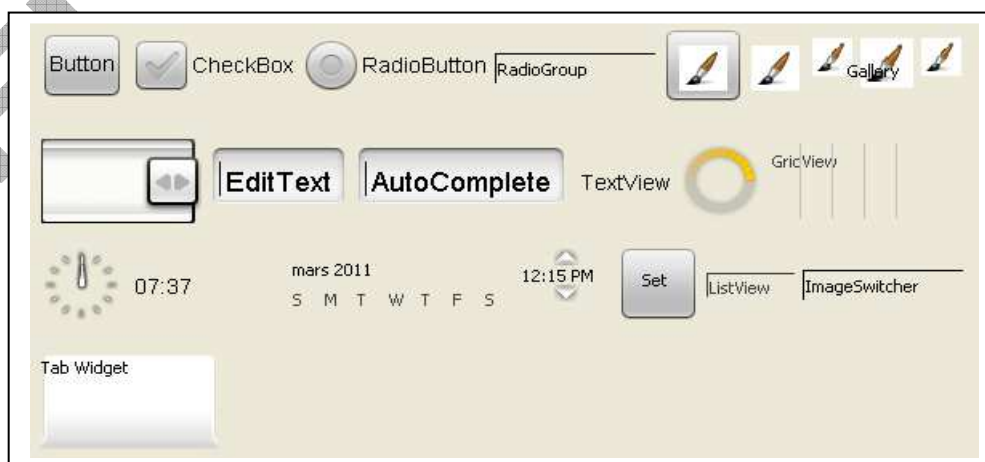 Button CheckBox RadioButton RadioGroup Gallery
EditText AutoComplete TextView GridView
07:37 mars 2011 12:15 PM Set ListView ImageSwitcher
S M T W T F S
Tab Widget